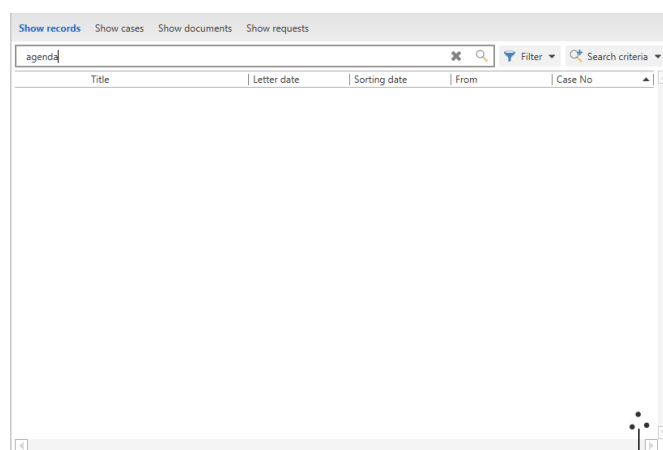 Show records Show cases Show documents Show requests
agenda Filter Search criteria
Title Letter date Sorting date From Case No